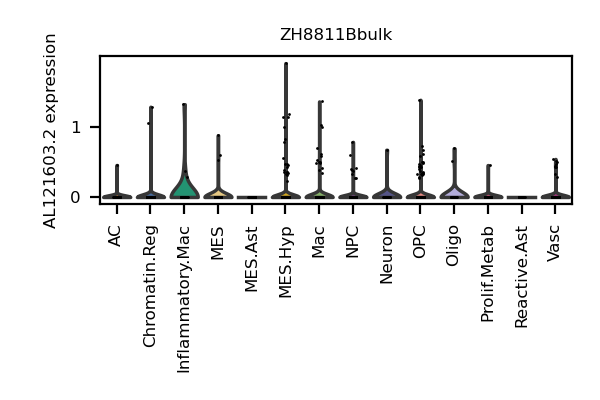 ZH8811Bbulk
AL121603.2 expression
1
0
AC
Chromatin.Reg
Inflammatory.Mac
MES
MES.Ast
MES.Hyp
Mac
NPC
Neuron
OPC
Oligo
Prolif.Metab
Reactive.Ast
Vasc